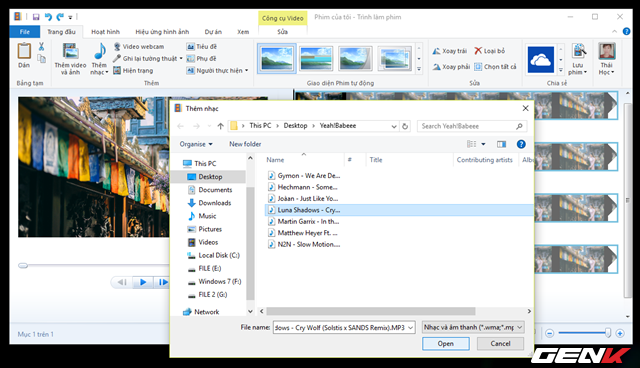 Công cụ Video
Phim của tôi - Trình làm phim
File
Trang đầu
Hoạt hình
Hiệu ứng hình ảnh
Dự án
Xem
Sửa
Dán
Thêm video và ảnh
Thêm nhạc
Video webcam
Ghi lại tường thuật
Hiện trạng
Tiêu đề
Phụ đề
Người thực hiện
Xoay trái
Xoay phải
Loại bỏ
Chọn tất cả
Lưu phim
Thái Học
Bảng tạm
Thêm
Giao diện Phim tự động
Sửa
Chia sẻ
Thêm nhạc
This PC
Desktop
Yeah!Babeee
Search Yeah!Babeee
Organise
New folder
This PC
Desktop
Documents
Downloads
Music
Pictures
Videos
Local Disk (C:)
FILE (E:)
Windows 7 (F:)
FILE 2 (G:)
Network
Name
#
Title
Contributing artists
Albu
Gymon - We Are De...
Hechmann - Some...
Joàan - Just Like Yo...
Luna Shadows - Cry...
Martin Garrix - In th...
Matthew Heyer Ft. ...
N2N - Slow Motion....
File name:
dows - Cry Wolf (Solstis x SANDS Remix).MP3
Nhạc và âm thanh (*.wma;*.mp
Open
Cancel
Mục 1 trên 1
GENK